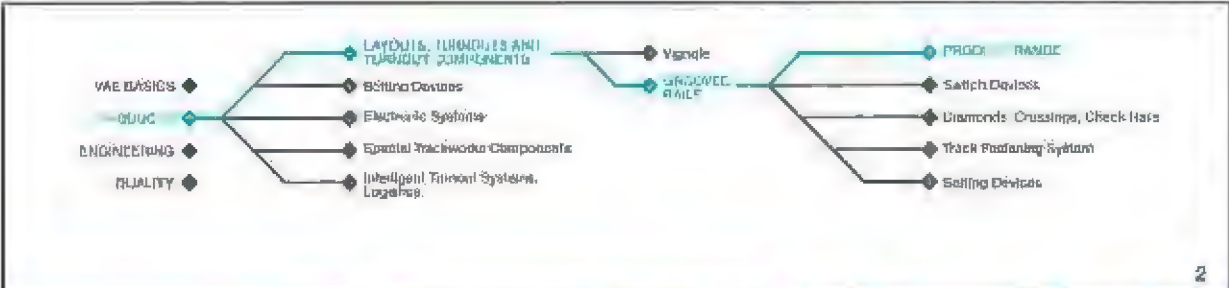 VAE BASICS
ENGINEERING
QUALITY
LAYOUTS, TURNOUTS AND
TURNOUT COMPONENTS
Setting Devices
Electronic Systems
Special Trackworks Components
Intelligent Turnout Systems,
Logistics.
Vignole
GROOVED
RAILS
RANGE
Switch Devices
Diamonds, Crossings, Check Rails
Track Fastening System
Setting Devices
2